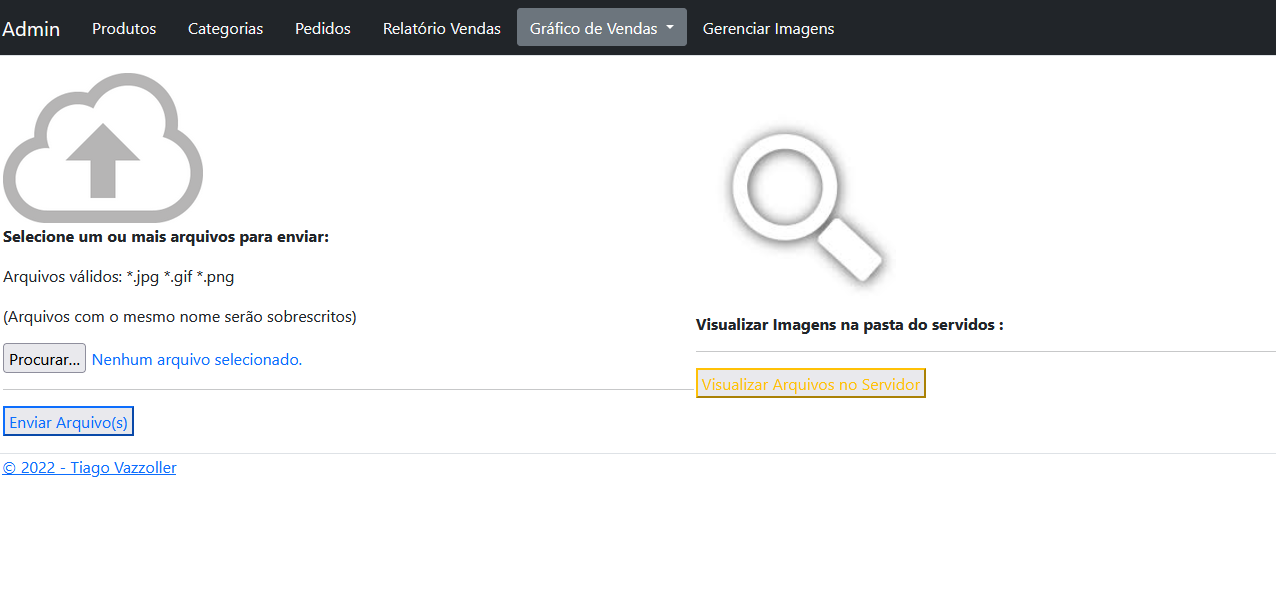 Admin Produtos Categorias Pedidos Relatório Vendas Gráfico de Vendas Gerenciar Imagens
Selecione um ou mais arquivos para enviar:
Arquivos válidos: *.jpg *.gif *.png
(Arquivos com o mesmo nome serão sobrescritos)
Procurar... Nenhum arquivo selecionado.
Enviar Arquivo(s)
Visualizar Imagens na pasta do servidos :
Visualizar Arquivos no Servidor
© 2022 - Tiago Vazzoller